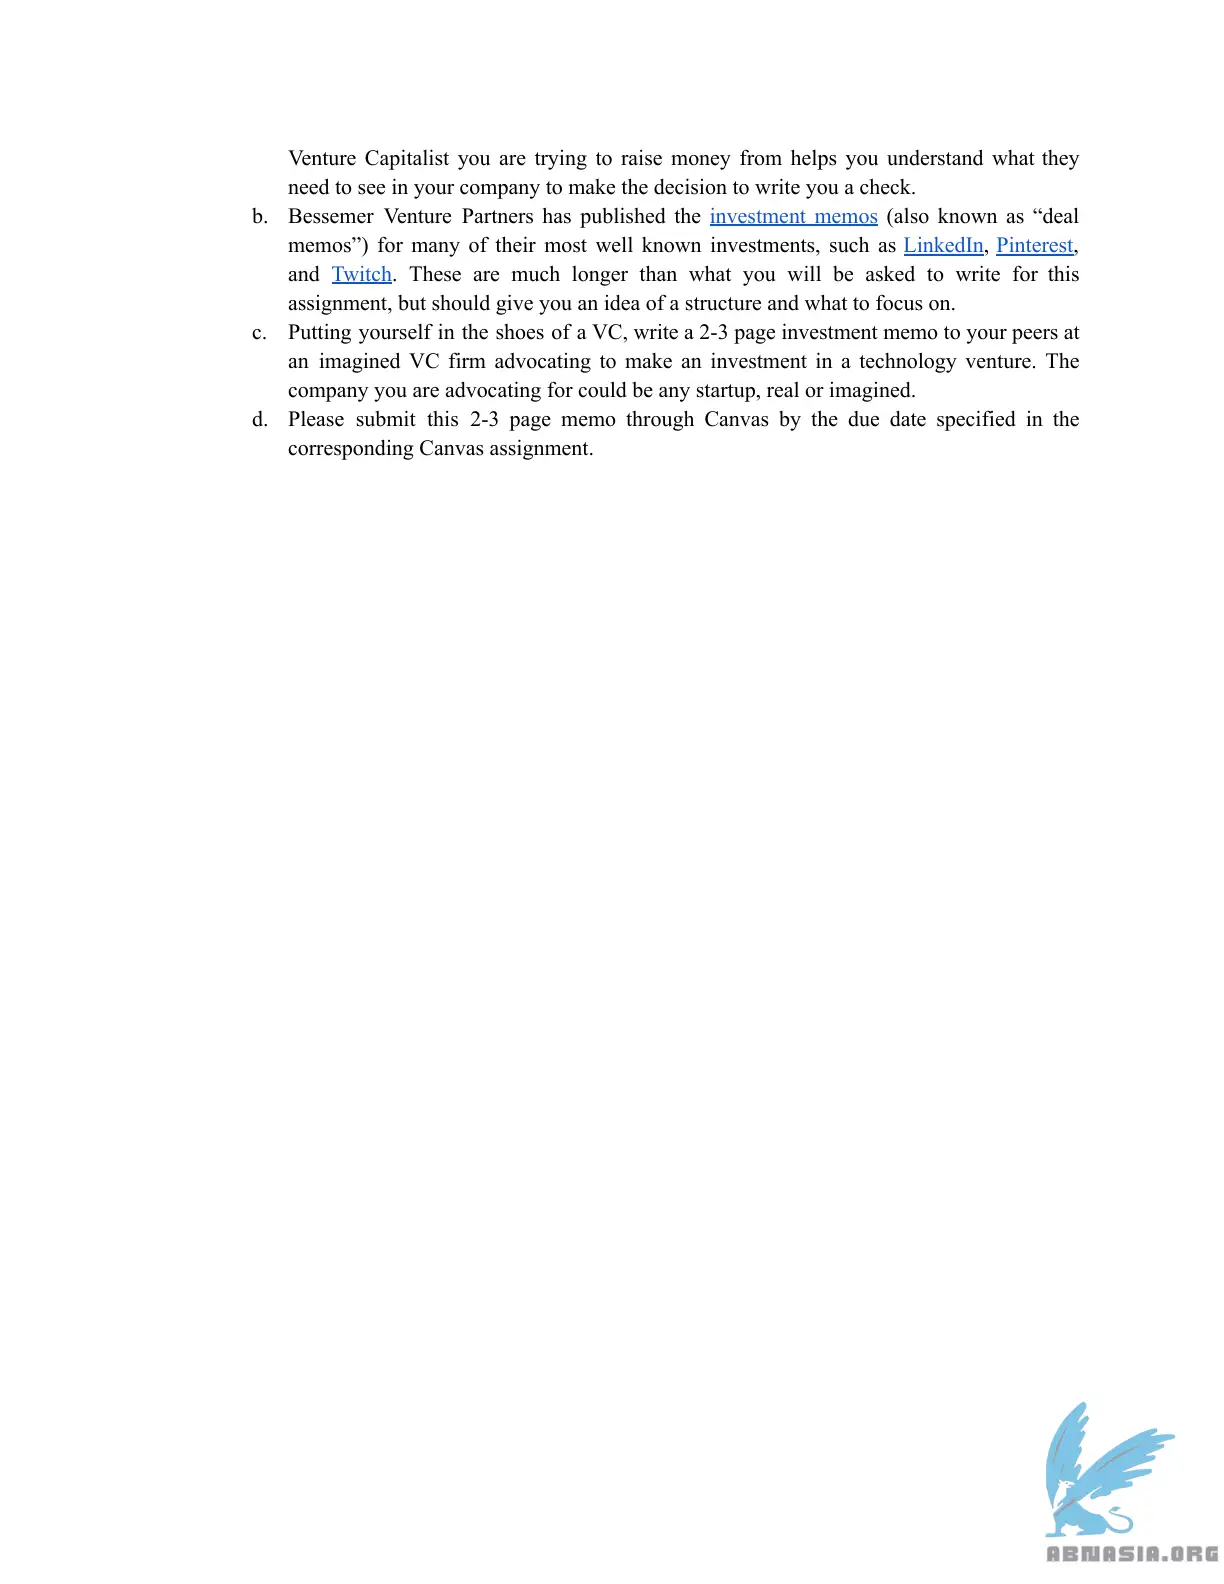 Venture Capitalist you are trying to raise money from helps you understand what they
need to see in your company to make the decision to write you a check.
b. Bessemer Venture Partners has published the investment memos (also known as “deal
memos”) for many of their most well known investments, such as LinkedIn, Pinterest,
and Twitch. These are much longer than what you will be asked to write for this
assignment, but should give you an idea of a structure and what to focus on.
c. Putting yourself in the shoes of a VC, write a 2-3 page investment memo to your peers at
an imagined VC firm advocating to make an investment in a technology venture. The
company you are advocating for could be any startup, real or imagined.
d. Please submit this 2-3 page memo through Canvas by the due date specified in the
corresponding Canvas assignment.
ABNASIA.ORG